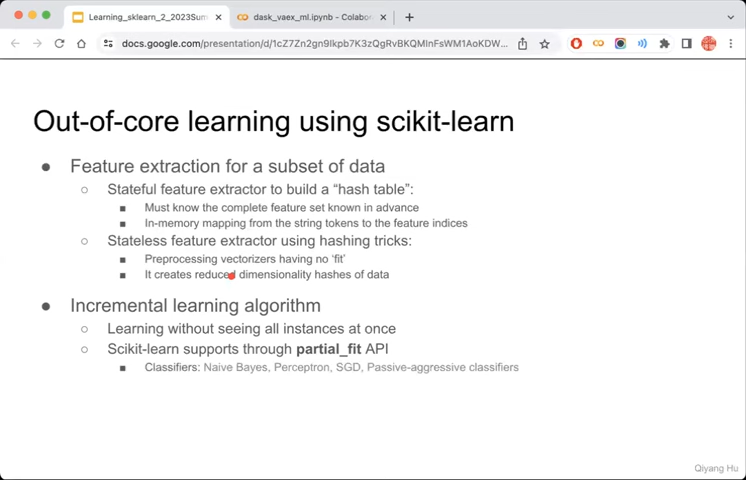 Learning_sklearn_2_2023Sum
dask_vaex_ml.ipynb - Colabo
docs.google.com/presentation/d/1cZ7Zn2gn9Ikpb7K3zQgRvBKQMInFsWM1AoKDW...
Out-of-core learning using scikit-learn
● Feature extraction for a subset of data
○ Stateful feature extractor to build a “hash table”:
■ Must know the complete feature set known in advance
■ In-memory mapping from the string tokens to the feature indices
○ Stateless feature extractor using hashing tricks:
■ Preprocessing vectorizers having no ‘fit’
■ It creates reduced dimensionality hashes of data
● Incremental learning algorithm
○ Learning without seeing all instances at once
○ Scikit-learn supports through partial_fit API
■ Classifiers: Naive Bayes, Perceptron, SGD, Passive-aggressive classifiers
Qiyang Hu